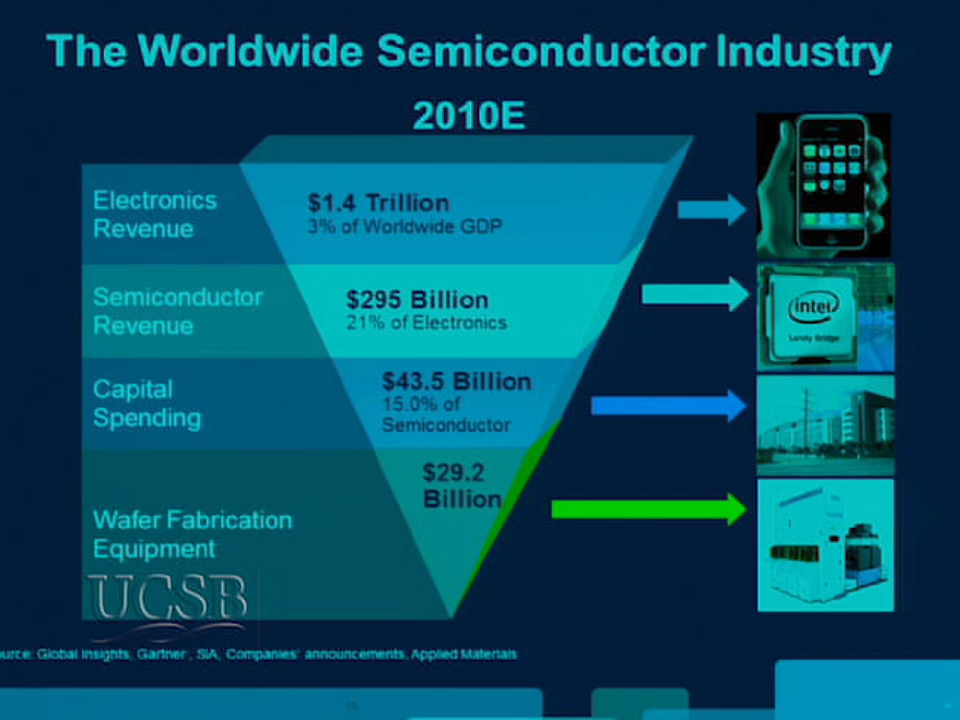 The Worldwide Semiconductor Industry
2010E
Electronics
Revenue
$1.4 Trillion
3% of Worldwide GDP
Semiconductor
Revenue
$295 Billion
21% of Electronics
intel
Bridge
Capital
Spending
$43.5 Billion
15.0% of
Semiconductor
$29.2
Billion
Wafer Fabrication
Equipment
UCSB
Global Insights, Gartner , SIA, Companies' announcements, Applied Materials